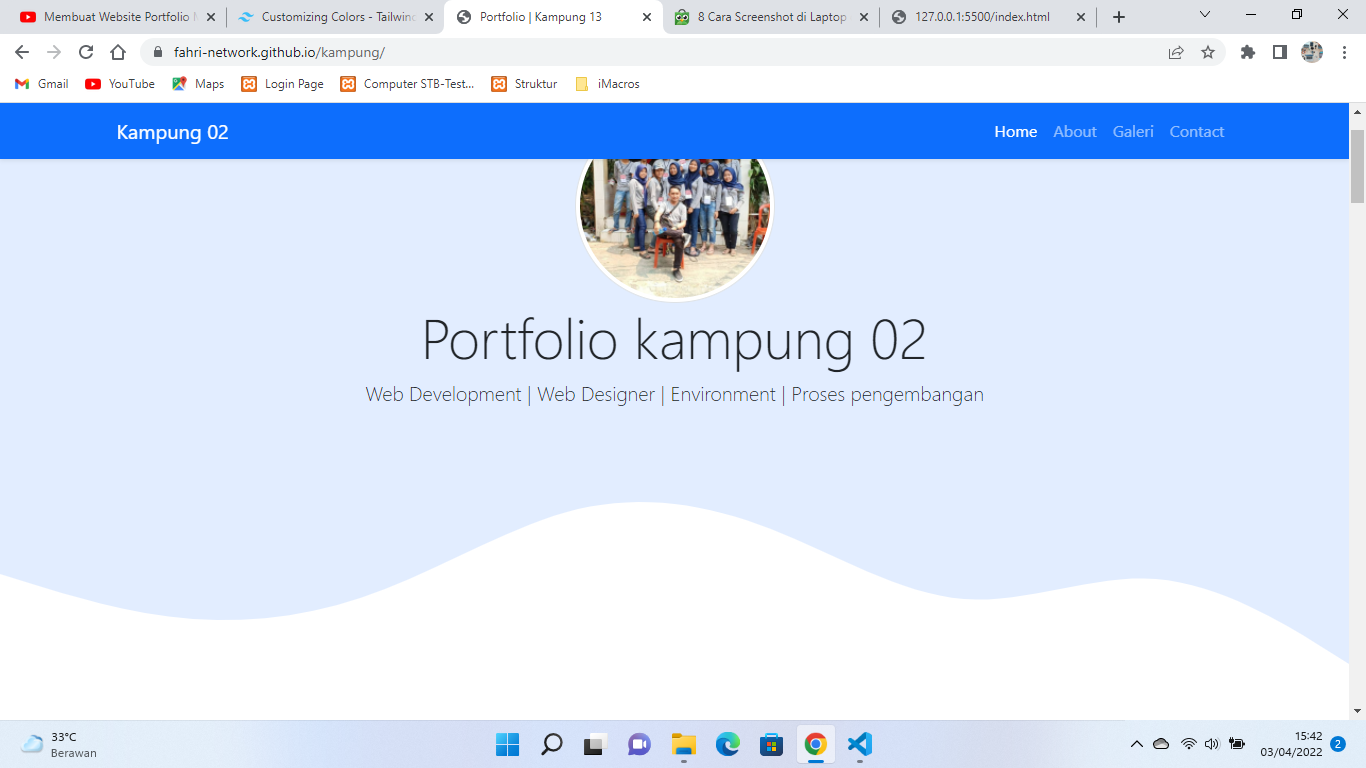 Membuat Website Portfolio
Customizing Colors - Tailwind
Portfolio | Kampung 13
8 Cara Screenshot di Laptop
127.0.0.1:5500/index.html
fahri-network.github.io/kampung/
Gmail
YouTube
Maps
Login Page
Computer STB-Test...
Struktur
iMacros
Kampung 02
Home
About
Galeri
Contact
Portfolio kampung 02
Web Development | Web Designer | Environment | Proses pengembangan
33°C
Berawan
15:42
03/04/2022
2